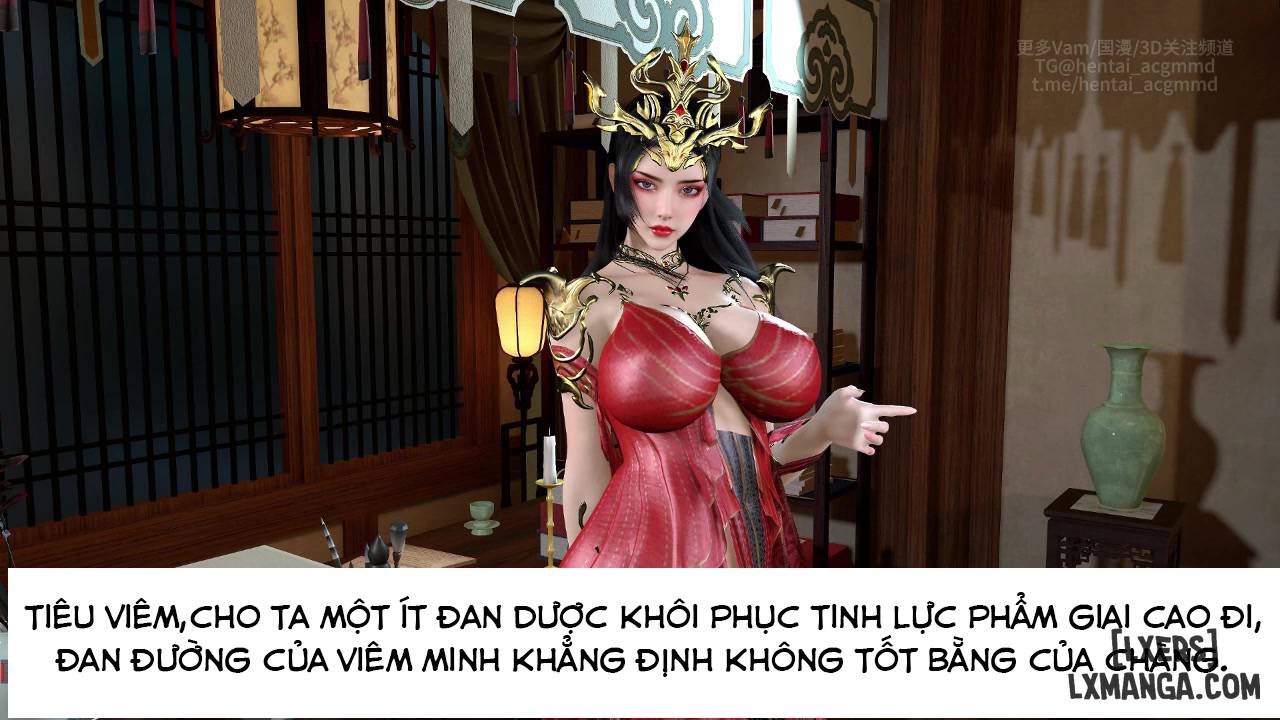 更多Vam/国漫/3D关注频道
TG@hentai_acgmmd
t.me/hentai_acgmmd
TIÊU VIÊM,CHO TA MỘT ÍT ĐAN DƯỢC KHÔI PHỤC TINH LỰC PHẨM GIAI CAO ĐI,
ĐAN ĐƯỜNG CỦA VIÊM MINH KHẲNG ĐỊNH KHÔNG TỐT BẰNG CỦA CHÀNG.
[LXERS]
LXMANGA.COM